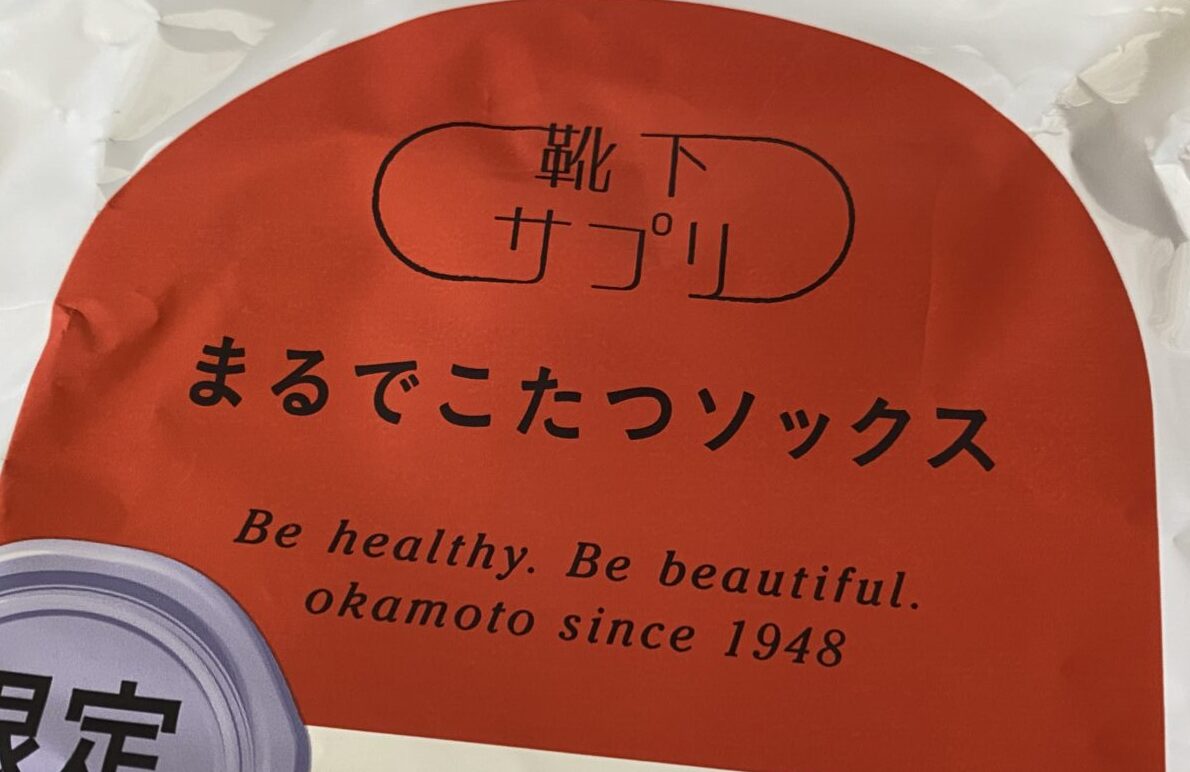 靴下
サプリ
まるでこたつソックス
Be healthy. Be beautiful.
okamoto since 1948
限定